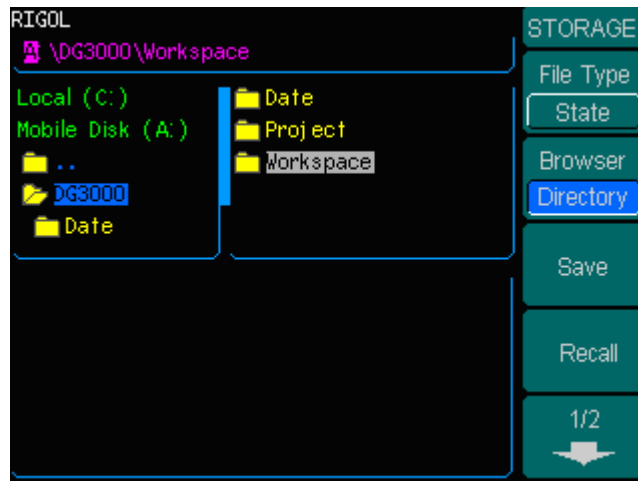 RIGOL
A: \DG3000\Workspace
Local (C:)
Mobile Disk (A:)
..
DG3000
Date
Date
Project
Workspace
STORAGE
File Type
State
Browser
Directory
Save
Recall
1/2